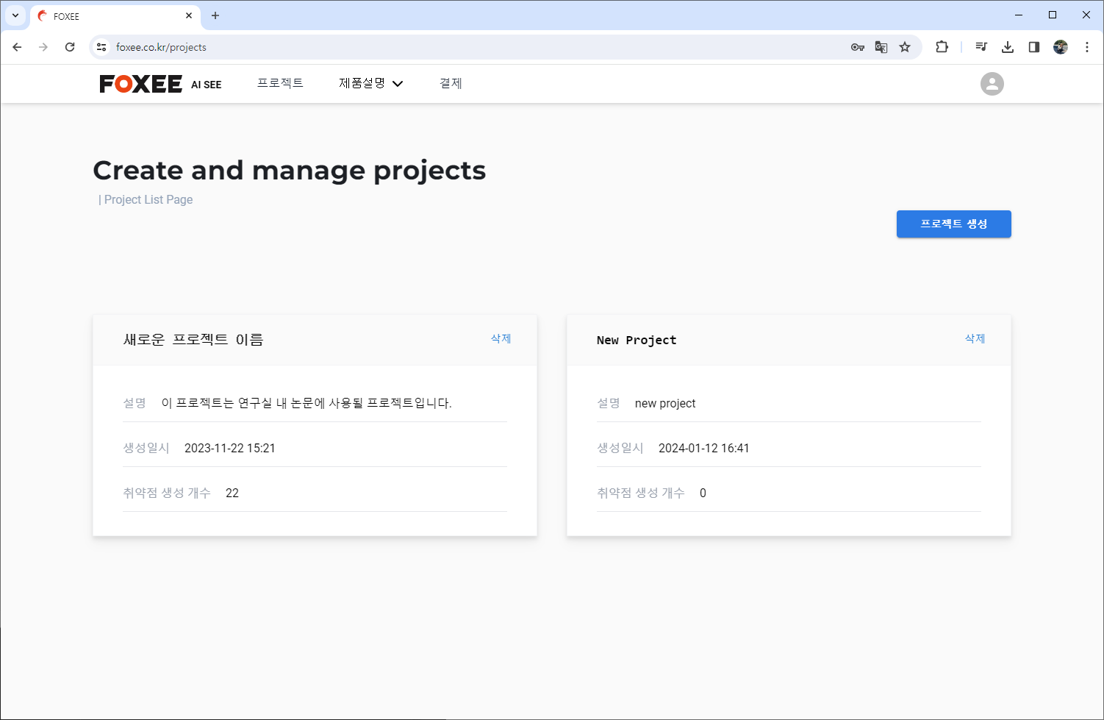 FOXEE
foxee.co.kr/projects
FOXEE AI SEE 프로젝트 제품설명 결제
Create and manage projects
| Project List Page
프로젝트 생성
새로운 프로젝트 이름 삭제
설명 이 프로젝트는 연구실 내 논문에 사용될 프로젝트입니다.
생성일시 2023-11-22 15:21
취약점 생성 개수 22
New Project 삭제
설명 new project
생성일시 2024-01-12 16:41
취약점 생성 개수 0